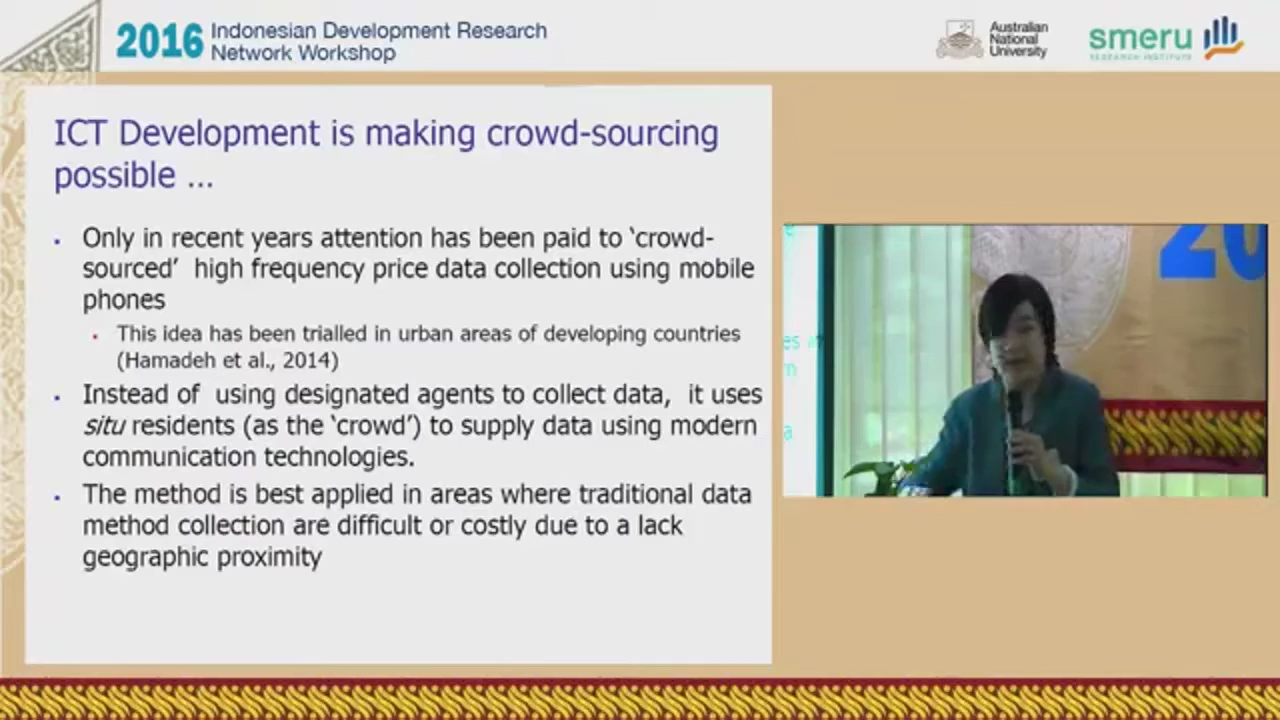 2016 Indonesian Development Research
Network Workshop
Australian
National
University
smeru
RESEARCH INSTITUTE
ICT Development is making crowd-sourcing
possible ...
Only in recent years attention has been paid to ‘crowd-
sourced’ high frequency price data collection using mobile
phones
This idea has been trialled in urban areas of developing countries
(Hamadeh et al., 2014)
Instead of using designated agents to collect data, it uses
situ residents (as the ‘crowd’) to supply data using modern
communication technologies.
The method is best applied in areas where traditional data
method collection are difficult or costly due to a lack
geographic proximity
20